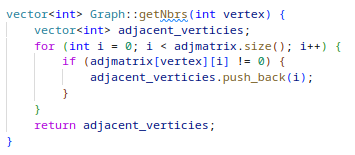 vector<int> Graph::getNbrs(int vertex) {
    vector<int> adjacent_verticies;
    for (int i = 0; i < adjmatrix.size(); i++) {
        if (adjmatrix[vertex][i] != 0) {
            adjacent_verticies.push_back(i);
        }
    }
    return adjacent_verticies;
}